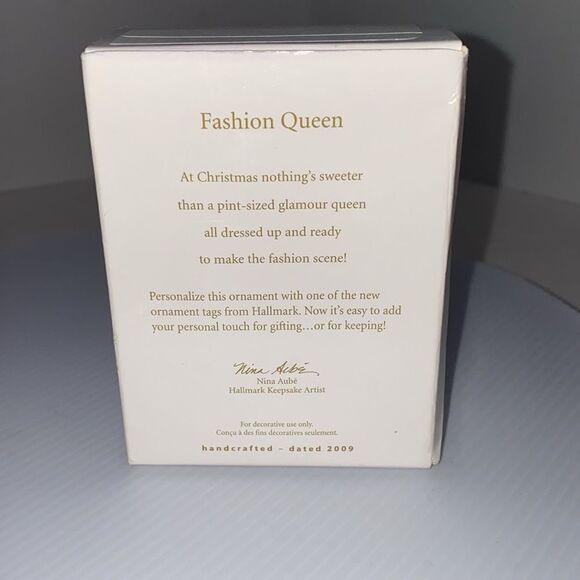 Fashion Queen
At Christmas nothing's sweeter
than a pint-sized glamour queen
all dressed up and ready
to make the fashion scene!
Personalize this ornament with one of the new
ornament tags from Hallmark. Now it's easy to add
your personal touch for gifting...or for keeping!
Nina Aubé
Nina Aubé
Hallmark Keepsake Artist
For decorative use only.
Conçu à des fins décoratives seulement.
handcrafted – dated 2009